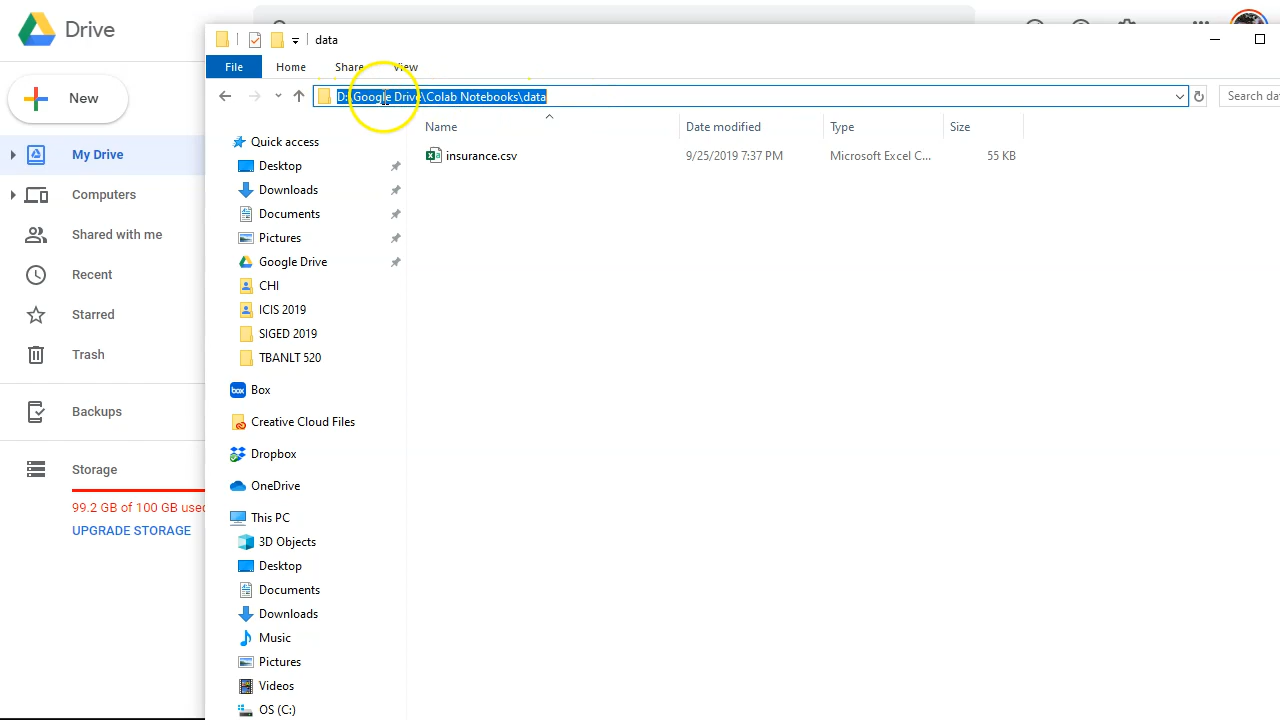 Drive
New
My Drive
Computers
Shared with me
Recent
Starred
Trash
Backups
Storage
99.2 GB of 100 GB used
UPGRADE STORAGE
data
File Home Share View
D:\Google Drive\Colab Notebooks\data
Search data
Name Date modified Type Size
insurance.csv 9/25/2019 7:37 PM Microsoft Excel C... 55 KB
Quick access
Desktop
Downloads
Documents
Pictures
Google Drive
CHI
ICIS 2019
SIGED 2019
TBANLT 520
box Box
Creative Cloud Files
Dropbox
OneDrive
This PC
3D Objects
Desktop
Documents
Downloads
Music
Pictures
Videos
OS (C:)